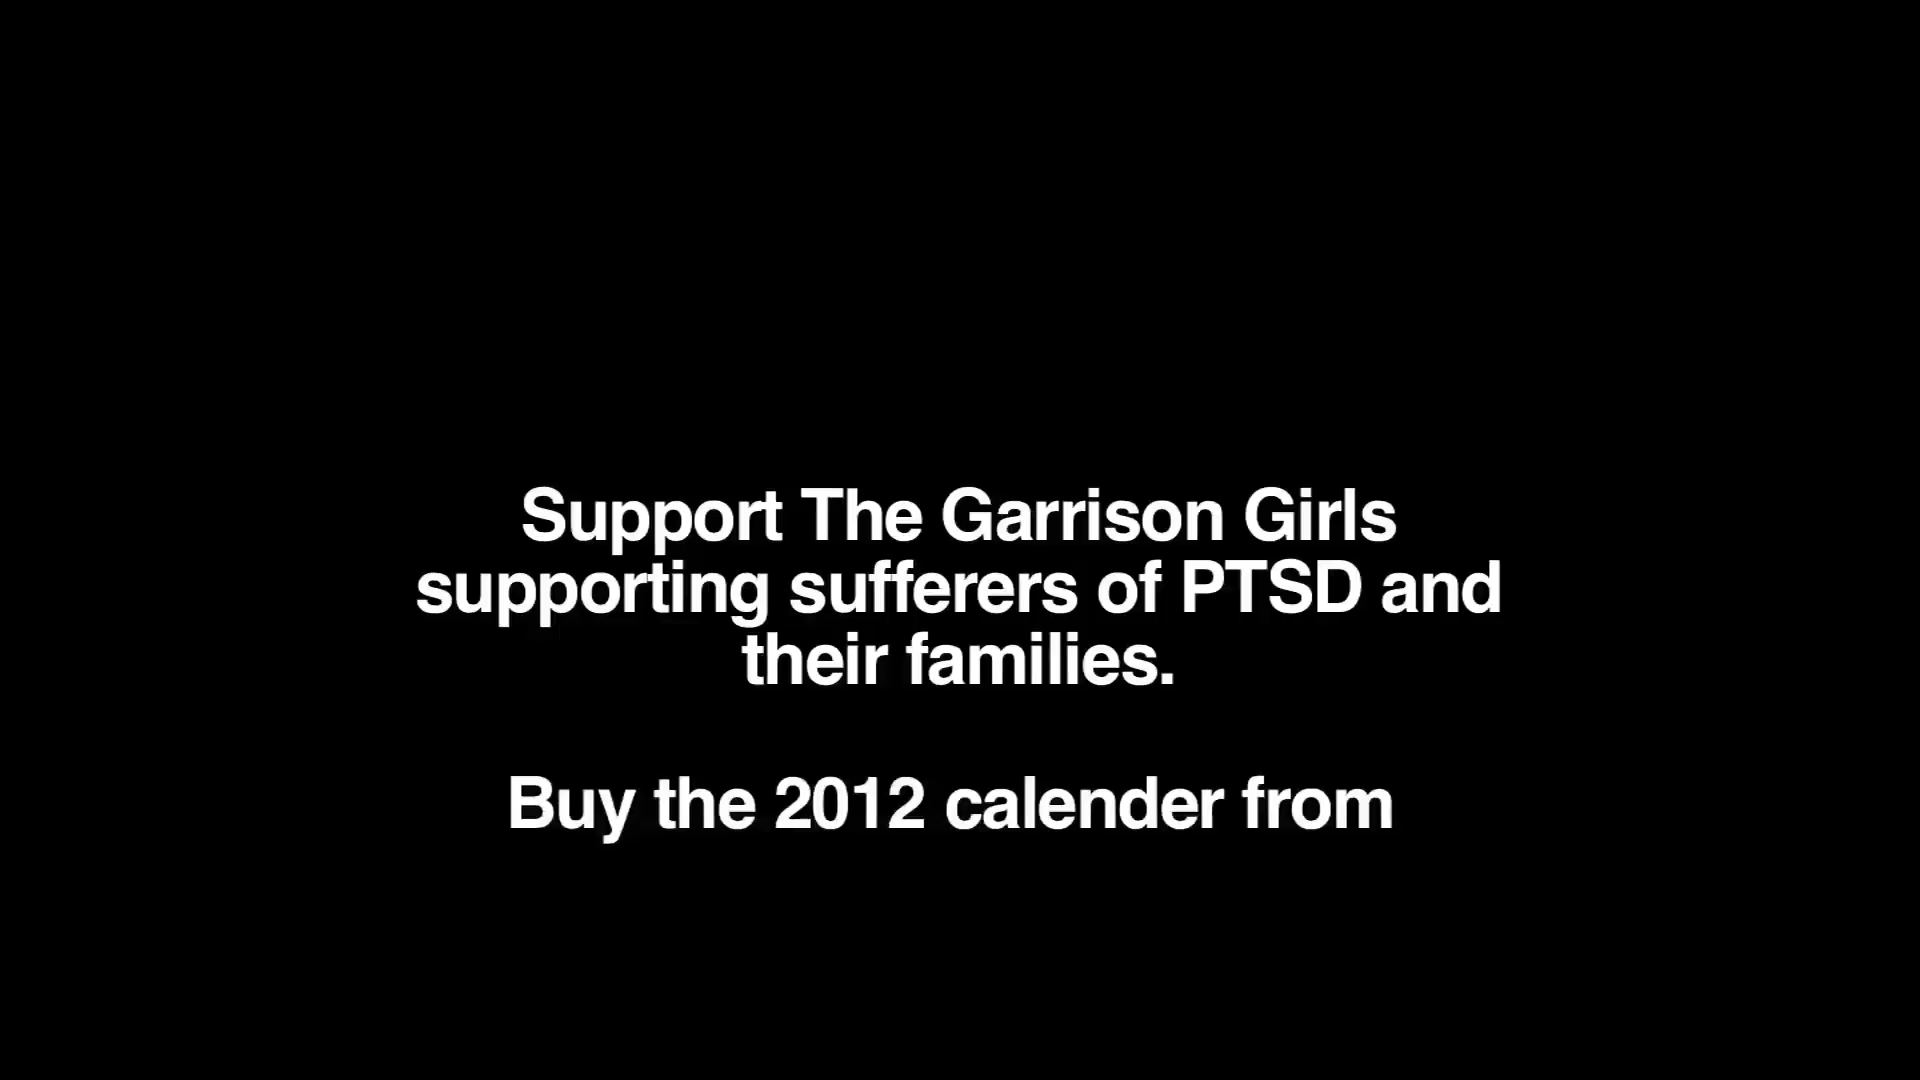 Support The Garrison Girls
supporting sufferers of PTSD and
their families.
Buy the 2012 calender from